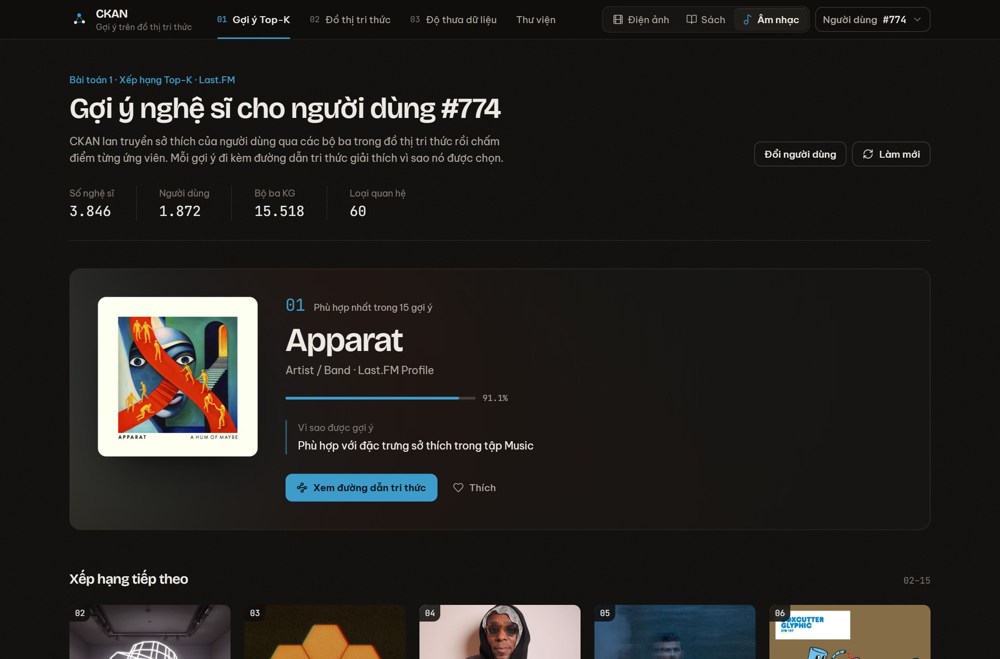 CKAN
Gợi ý trên đồ thị tri thức
01 Gợi ý Top-K
02 Đồ thị tri thức
03 Độ thưa dữ liệu
Thư viện
Điện ảnh
Sách
Âm nhạc
Người dùng #774
Bài toán 1 · Xếp hạng Top-K · Last.FM
Gợi ý nghệ sĩ cho người dùng #774
CKAN lan truyền sở thích của người dùng qua các bộ ba trong đồ thị tri thức rồi chấm
điểm từng ứng viên. Mỗi gợi ý đi kèm đường dẫn tri thức giải thích vì sao nó được chọn.
Đổi người dùng
Làm mới
Số nghệ sĩ
3.846
Người dùng
1.872
Bộ ba KG
15.518
Loại quan hệ
60
APPARAT
A HUM OF MAYBE
01 Phù hợp nhất trong 15 gợi ý
Apparat
Artist / Band · Last.FM Profile
91.1%
Vì sao được gợi ý
Phù hợp với đặc trưng sở thích trong tập Music
Xem đường dẫn tri thức
Thích
Xếp hạng tiếp theo
02–15
02
03
04
05
06
GLYPHIC